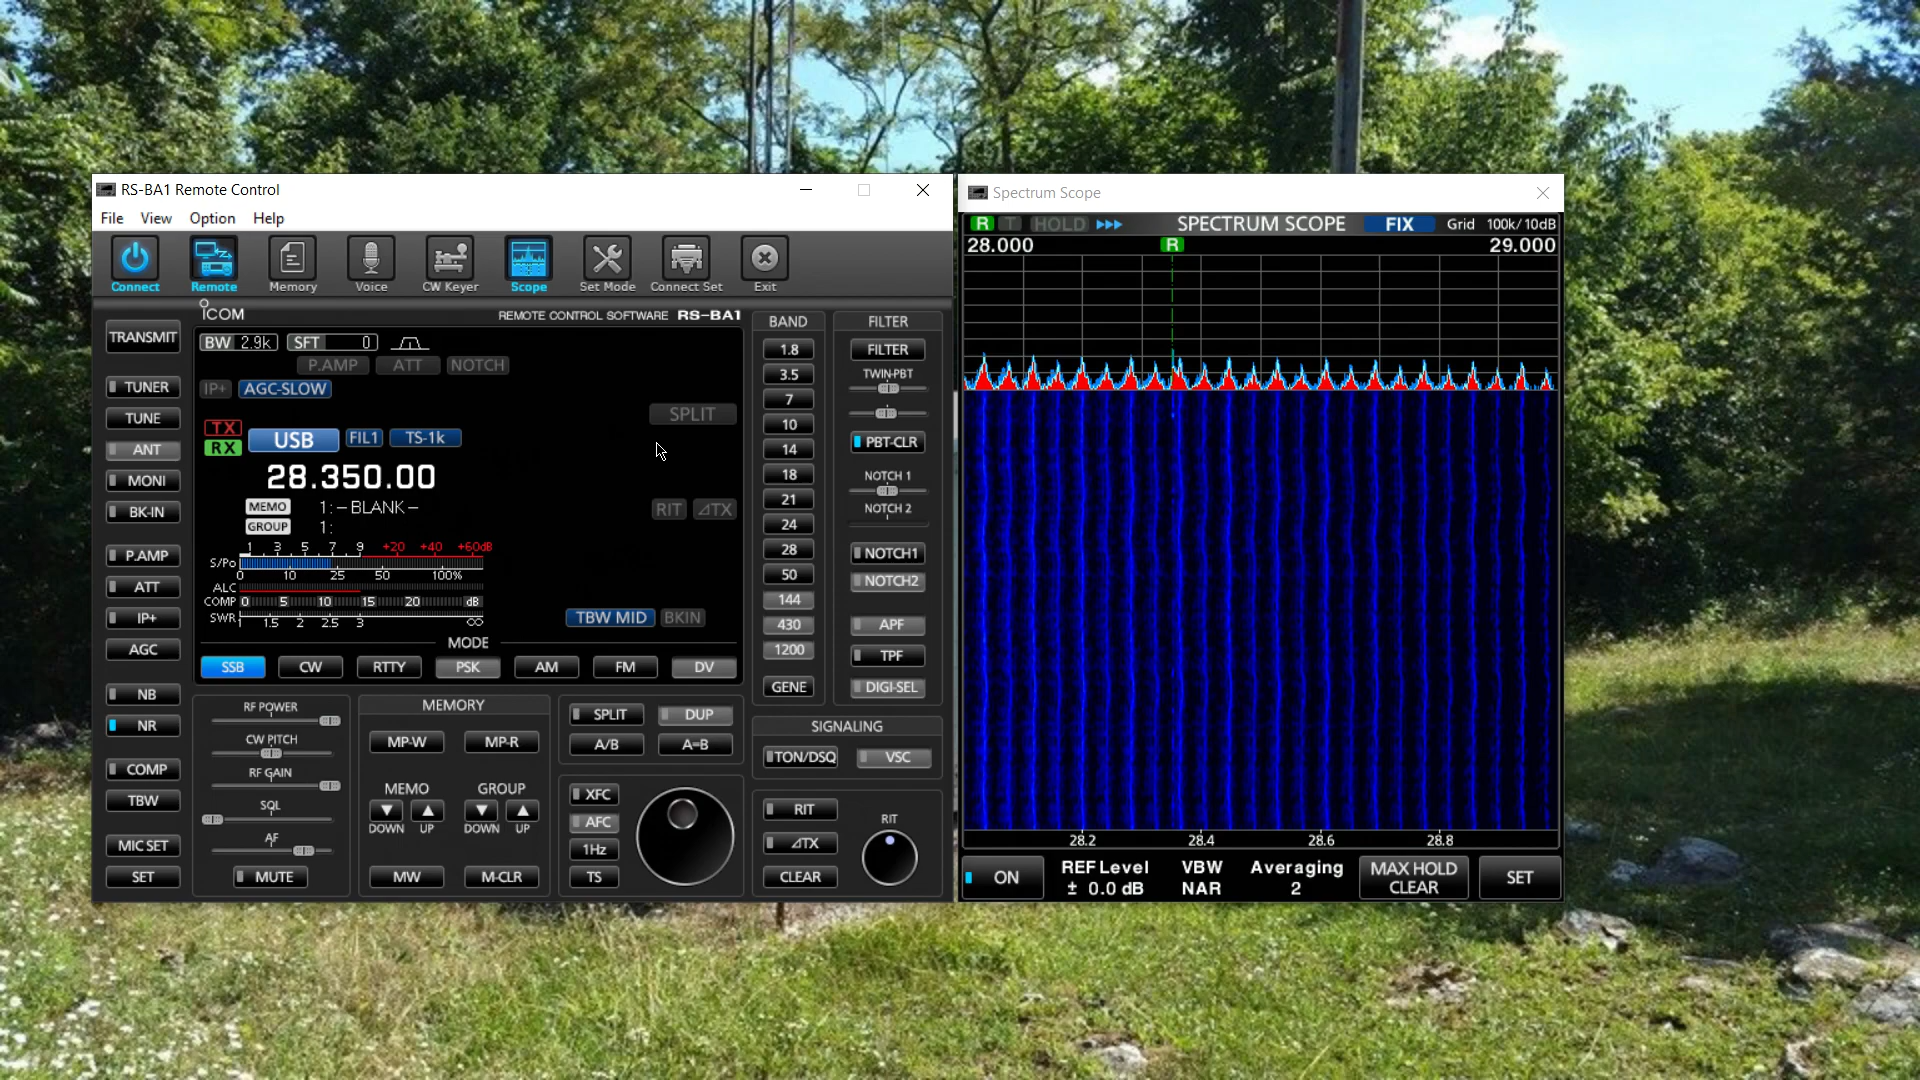 RS-BA1 Remote Control
File View Option Help
Connect Remote Memory Voice CW Keyer Scope Set Mode Connect Set Exit
ICOM REMOTE CONTROL SOFTWARE RS-BA1
TRANSMIT
TUNER
TUNE
ANT
MONI
BK-IN
P.AMP
ATT
IP+
AGC
NB
NR
COMP
TBW
MIC SET
SET
BW 2.9k SFT 0
P.AMP ATT NOTCH
IP+ AGC-SLOW
SPLIT
TX
RX USB FIL1 TS-1k
28.350.00
MEMO 1: – BLANK –
GROUP 1:
RIT ⊿TX
1 3 5 7 9 +20 +40 +60dB
S/Po
0 10 25 50 100%
ALC
COMP 0 5 10 15 20 dB
SWR 1 1.5 2 2.5 3 ∞
TBW MID BKIN
MODE
SSB CW RTTY PSK AM FM DV
RF POWER
CW PITCH
RF GAIN
SQL
AF
MUTE
MEMORY
MP-W MP-R
MEMO GROUP
DOWN UP DOWN UP
MW M-CLR
SPLIT DUP
A/B A=B
XFC
AFC
1Hz
TS
BAND
1.8
3.5
7
10
14
18
21
24
28
50
144
430
1200
GENE
FILTER
FILTER
TWIN-PBT
PBT-CLR
NOTCH 1
NOTCH 2
NOTCH1
NOTCH2
APF
TPF
DIGI-SEL
SIGNALING
TON/DSQ VSC
RIT
⊿TX
CLEAR
RIT
Spectrum Scope
R T HOLD SPECTRUM SCOPE FIX Grid 100k/10dB
28.000 R 29.000
28.2 28.4 28.6 28.8
ON
REF Level
± 0.0 dB
VBW
NAR
Averaging
2
MAX HOLD
CLEAR
SET